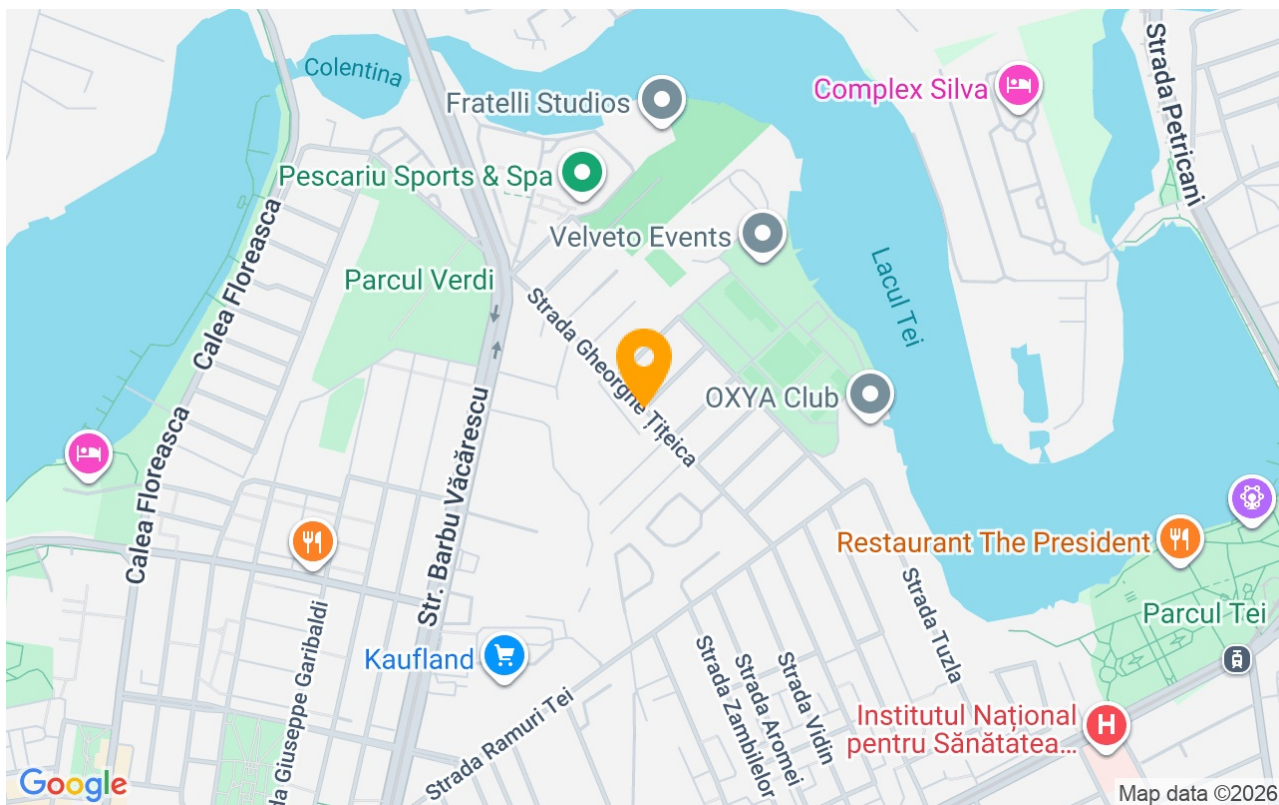 Colentina
Fratelli Studios
Complex Silva
Strada Petricani
Pescariu Sports & Spa
Velveto Events
Calea Floreasca
Parcul Verdi
Lacul Tei
Strada Gheorghe Țițeica
OXYA Club
Calea Floreasca
Str. Barbu Văcărescu
Restaurant The President
Strada Tuzla
Parcul Tei
Kaufland
da Giuseppe Garibaldi
Strada Ramuri Tei
Strada Zambilelor
Strada Aromei
Strada Vidin
Institutul Național
pentru Sănătatea...
H
Google
Map data ©2026